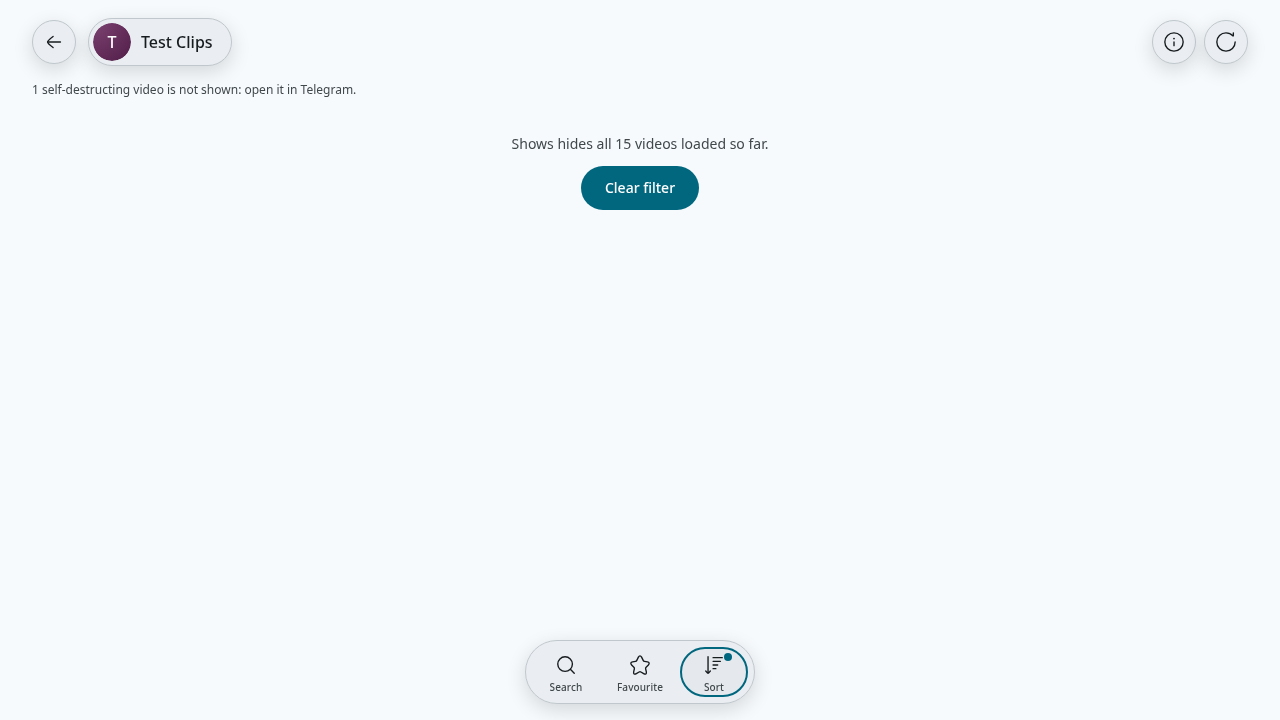 T
Test Clips
1 self-destructing video is not shown: open it in Telegram.
Shows hides all 15 videos loaded so far.
Clear filter
Search
Favourite
Sort